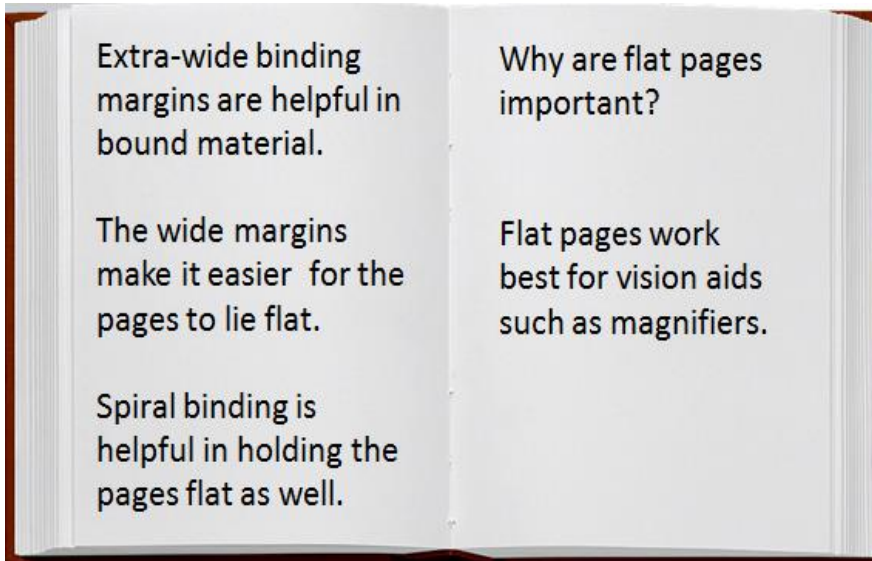 Extra-wide binding
margins are helpful in
bound material.
The wide margins
make it easier for the
pages to lie flat.
Spiral binding is
helpful in holding the
pages flat as well.
Why are flat pages
important?
Flat pages work
best for vision aids
such as magnifiers.